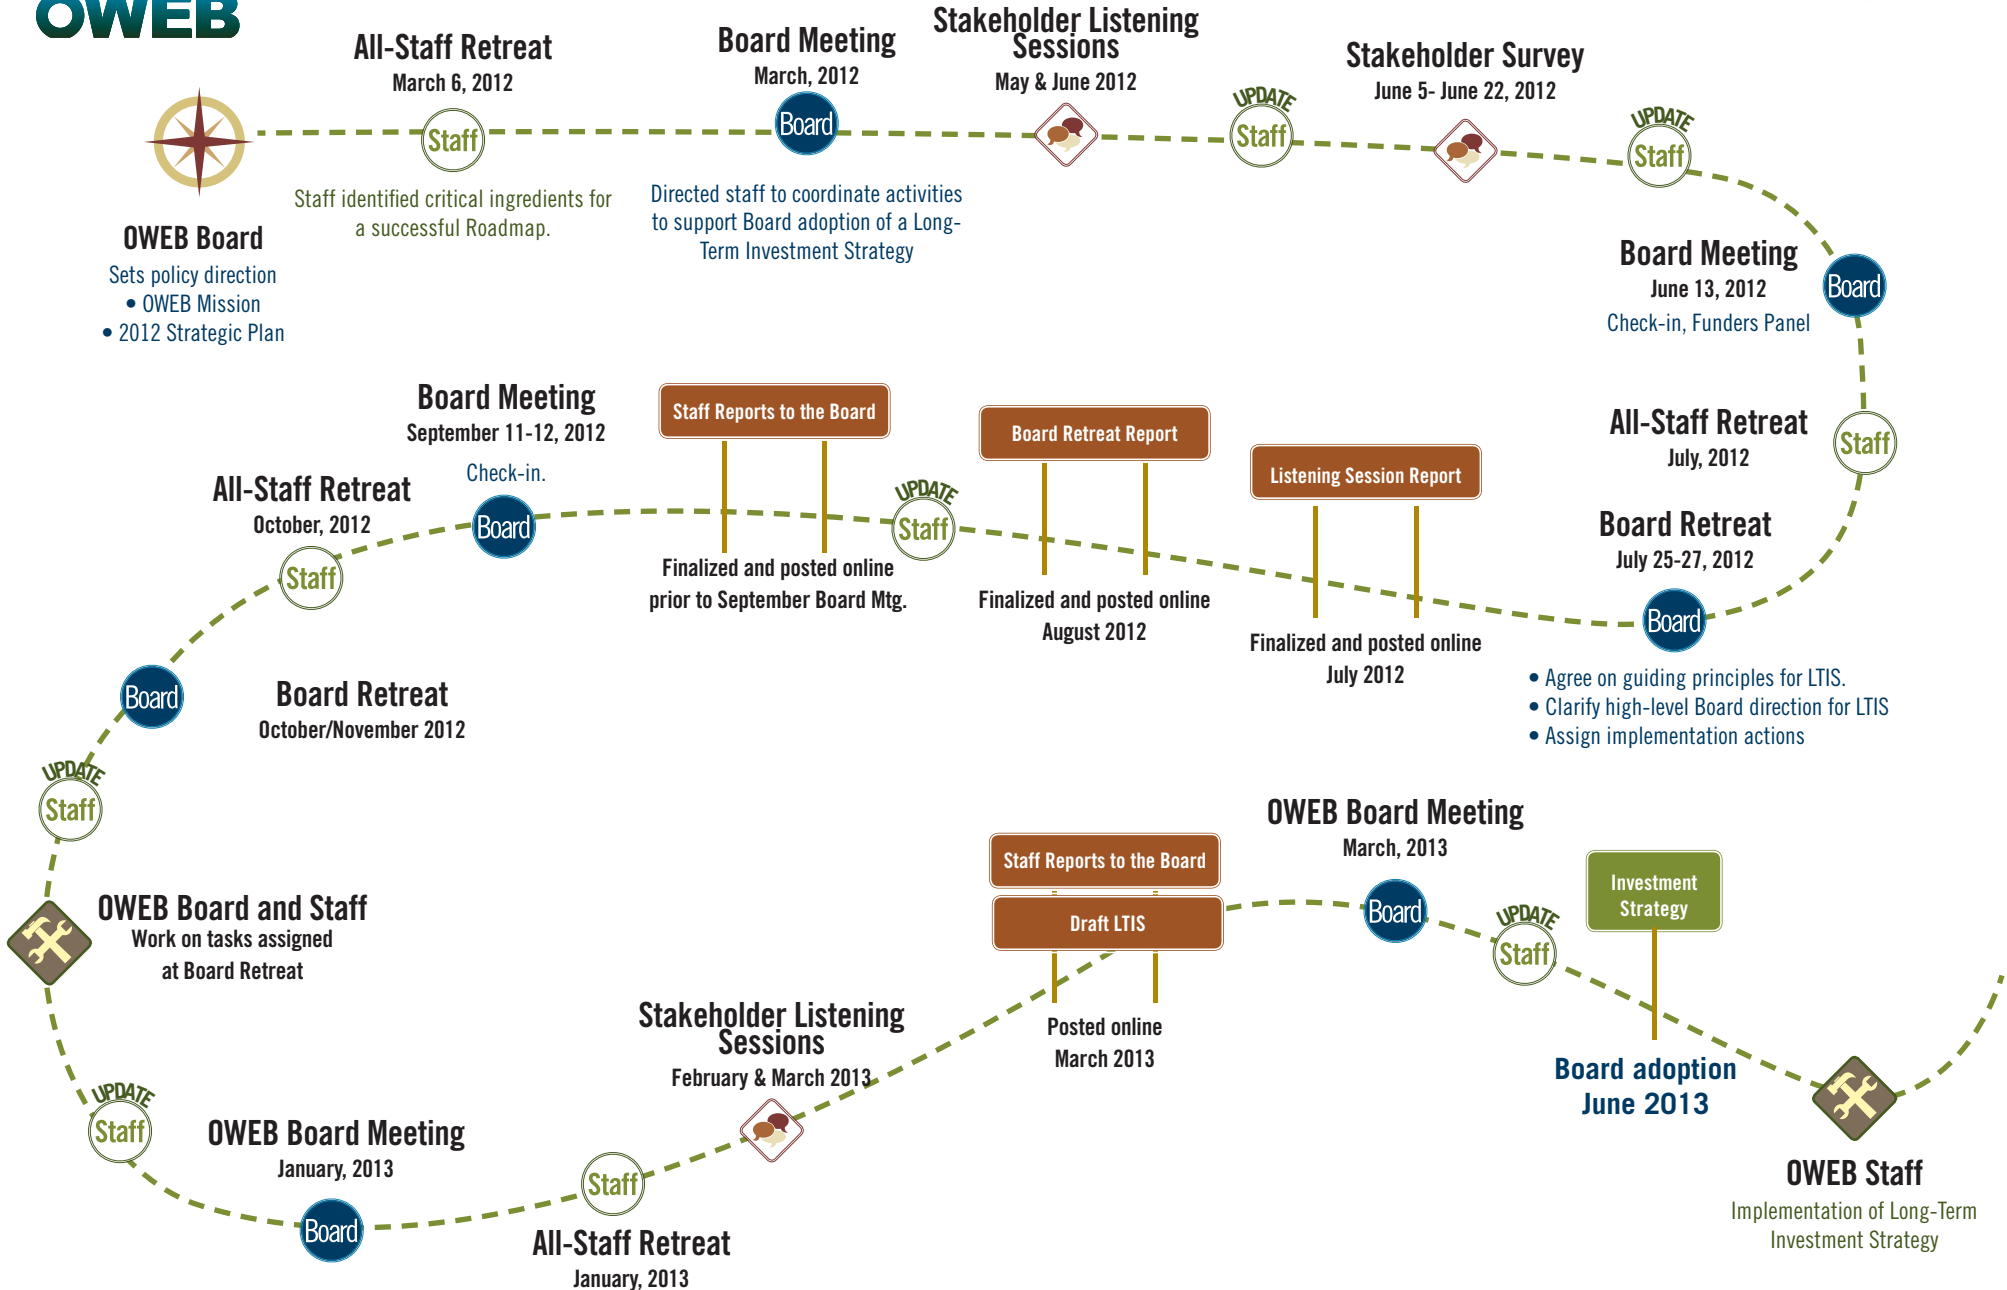 OWEB
All-Staff Retreat
March 6, 2012
Staff
Staff identified critical ingredients for
a successful Roadmap.
Board Meeting
March, 2012
Board
Directed staff to coordinate activities
to support Board adoption of a Long-
Term Investment Strategy
Stakeholder Listening
Sessions
May & June 2012
UPDATE
Staff
Stakeholder Survey
June 5- June 22, 2012
UPDATE
Staff
OWEB Board
Sets policy direction
• OWEB Mission
• 2012 Strategic Plan
Board Meeting
June 13, 2012
Check-in, Funders Panel
Board
All-Staff Retreat
July, 2012
Staff
Board Retreat
July 25-27, 2012
Board
• Agree on guiding principles for LTIS.
• Clarify high-level Board direction for LTIS
• Assign implementation actions
Listening Session Report
Finalized and posted online
July 2012
Board Retreat Report
Finalized and posted online
August 2012
UPDATE
Staff
Staff Reports to the Board
Finalized and posted online
prior to September Board Mtg.
Board Meeting
September 11-12, 2012
Check-in.
Board
All-Staff Retreat
October, 2012
Staff
Board
Board Retreat
October/November 2012
UPDATE
Staff
OWEB Board and Staff
Work on tasks assigned
at Board Retreat
UPDATE
Staff
OWEB Board Meeting
January, 2013
Board
Staff
All-Staff Retreat
January, 2013
Stakeholder Listening
Sessions
February & March 2013
Staff Reports to the Board
Draft LTIS
Posted online
March 2013
OWEB Board Meeting
March, 2013
Board
UPDATE
Staff
Investment
Strategy
Board adoption
June 2013
OWEB Staff
Implementation of Long-Term
Investment Strategy